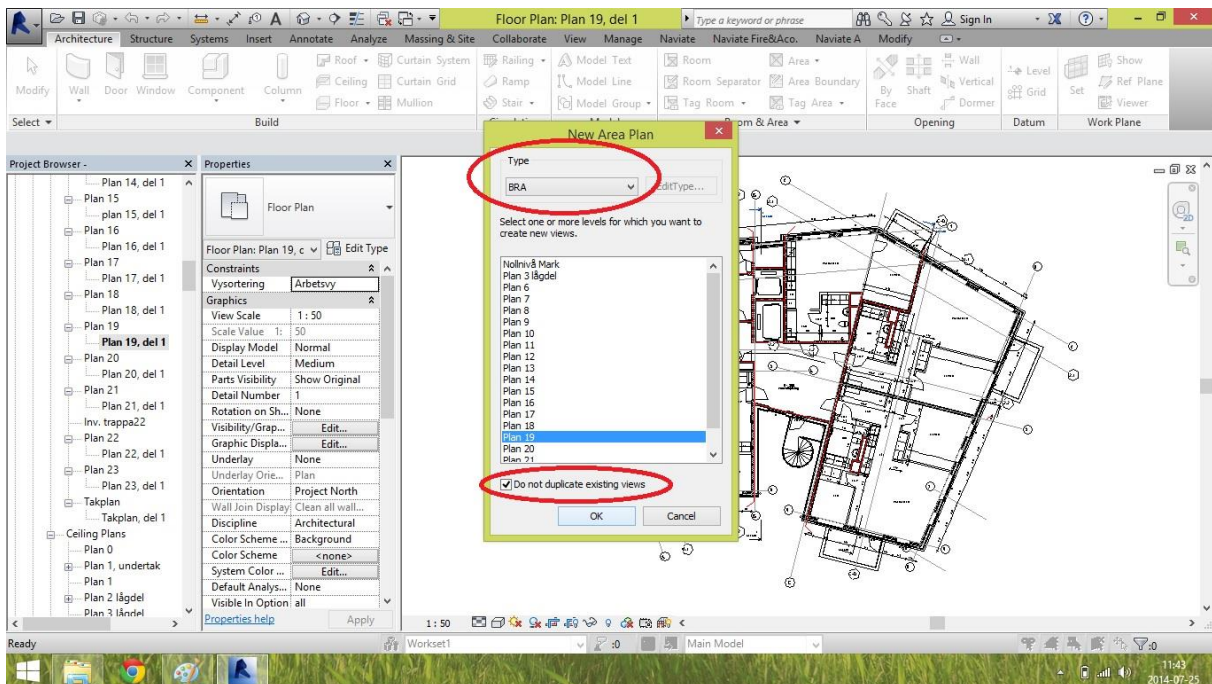 Floor Plan: Plan 19, del 1
Type a keyword or phrase
Sign In
Architecture Structure Systems Insert Annotate Analyze Massing & Site Collaborate View Manage Naviate Naviate Fire&Aco. Naviate A Modify
Modify
Wall Door Window Component Column
Roof
Ceiling
Floor
Curtain System
Curtain Grid
Mullion
Railing
Ramp
Stair
Model Text
Model Line
Model Group
Room
Room Separator
Tag Room
Area
Area Boundary
Tag Area
By Face
Shaft
Wall
Vertical
Dormer
Level
Grid
Set
Show
Ref Plane
Viewer
Select
Build
Opening
Datum
Work Plane
Project Browser -
Plan 14, del 1
Plan 15
plan 15, del 1
Plan 16
Plan 16, del 1
Plan 17
Plan 17, del 1
Plan 18
Plan 18, del 1
Plan 19
Plan 19, del 1
Plan 20
Plan 20, del 1
Plan 21
Plan 21, del 1
Inv. trappa22
Plan 22
Plan 22, del 1
Plan 23
Plan 23, del 1
Takplan
Takplan, del 1
Ceiling Plans
Plan 0
Plan 1, undertak
Plan 1
Plan 2 lågdel
Plan 3 lågdel
Properties
Floor Plan
Floor Plan: Plan 19, c
Edit Type
Constraints
Vysortering Arbetsvy
Graphics
View Scale 1 : 50
Scale Value 1: 50
Display Model Normal
Detail Level Medium
Parts Visibility Show Original
Detail Number 1
Rotation on Sh... None
Visibility/Grap... Edit...
Graphic Displa... Edit...
Underlay None
Underlay Orie... Plan
Orientation Project North
Wall Join Display Clean all wall...
Discipline Architectural
Color Scheme ... Background
Color Scheme <none>
System Color ... Edit...
Default Analys... None
Visible In Option all
Properties help
Apply
New Area Plan
Type
BRA
EditType...
Select one or more levels for which you want to
create new views.
Nollnivå Mark
Plan 3 lågdel
Plan 6
Plan 7
Plan 8
Plan 9
Plan 10
Plan 11
Plan 12
Plan 13
Plan 14
Plan 15
Plan 16
Plan 17
Plan 18
Plan 19
Plan 20
Plan 21
Do not duplicate existing views
OK
Cancel
2D
1 : 50
Ready
Workset1
:0
Main Model
:0
11:43
2014-07-25